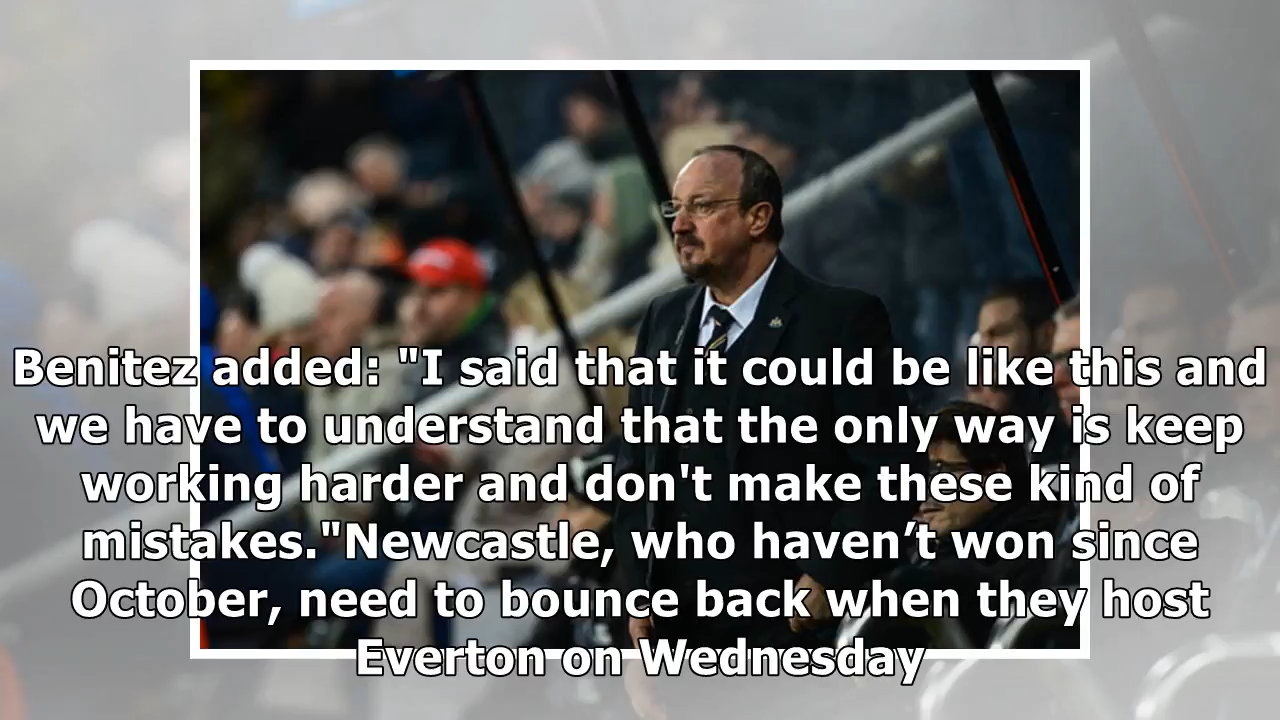 Benitez added: "I said that it could be like this and
we have to understand that the only way is keep
working harder and don't make these kind of
mistakes."Newcastle, who haven’t won since
October, need to bounce back when they host
Everton on Wednesday